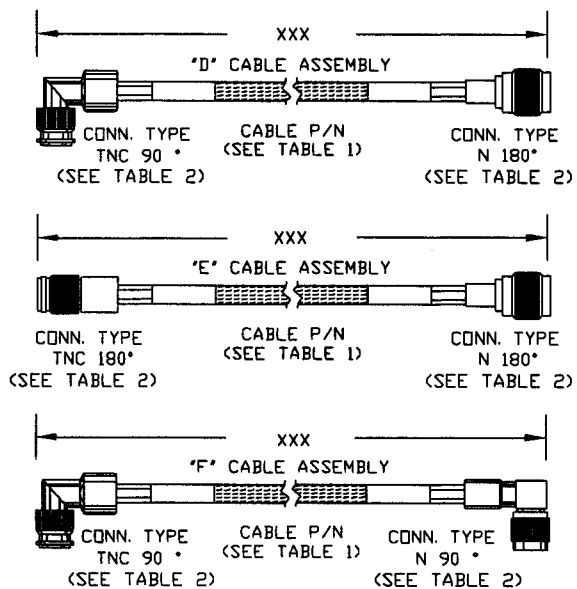 XXX
"D" CABLE ASSEMBLY
CONN. TYPE
TNC 90 °
(SEE TABLE 2)
CABLE P/N
(SEE TABLE 1)
CONN. TYPE
N 180°
(SEE TABLE 2)
XXX
"E" CABLE ASSEMBLY
CONN. TYPE
TNC 180°
(SEE TABLE 2)
CABLE P/N
(SEE TABLE 1)
CONN. TYPE
N 180°
(SEE TABLE 2)
XXX
"F" CABLE ASSEMBLY
CONN. TYPE
TNC 90 °
(SEE TABLE 2)
CABLE P/N
(SEE TABLE 1)
CONN. TYPE
N 90 °
(SEE TABLE 2)